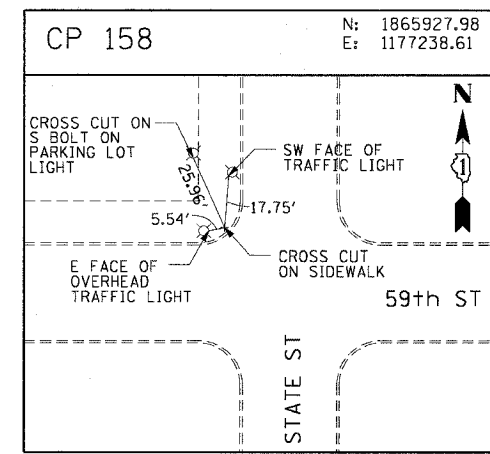 CP 158
N: 1865927.98
E: 1177238.61
N
1
CROSS CUT ON
S BOLT ON
PARKING LOT
LIGHT
SW FACE OF
TRAFFIC LIGHT
25.96'
17.75'
5.54'
E FACE OF
OVERHEAD
TRAFFIC LIGHT
CROSS CUT
ON SIDEWALK
59th ST
STATE ST